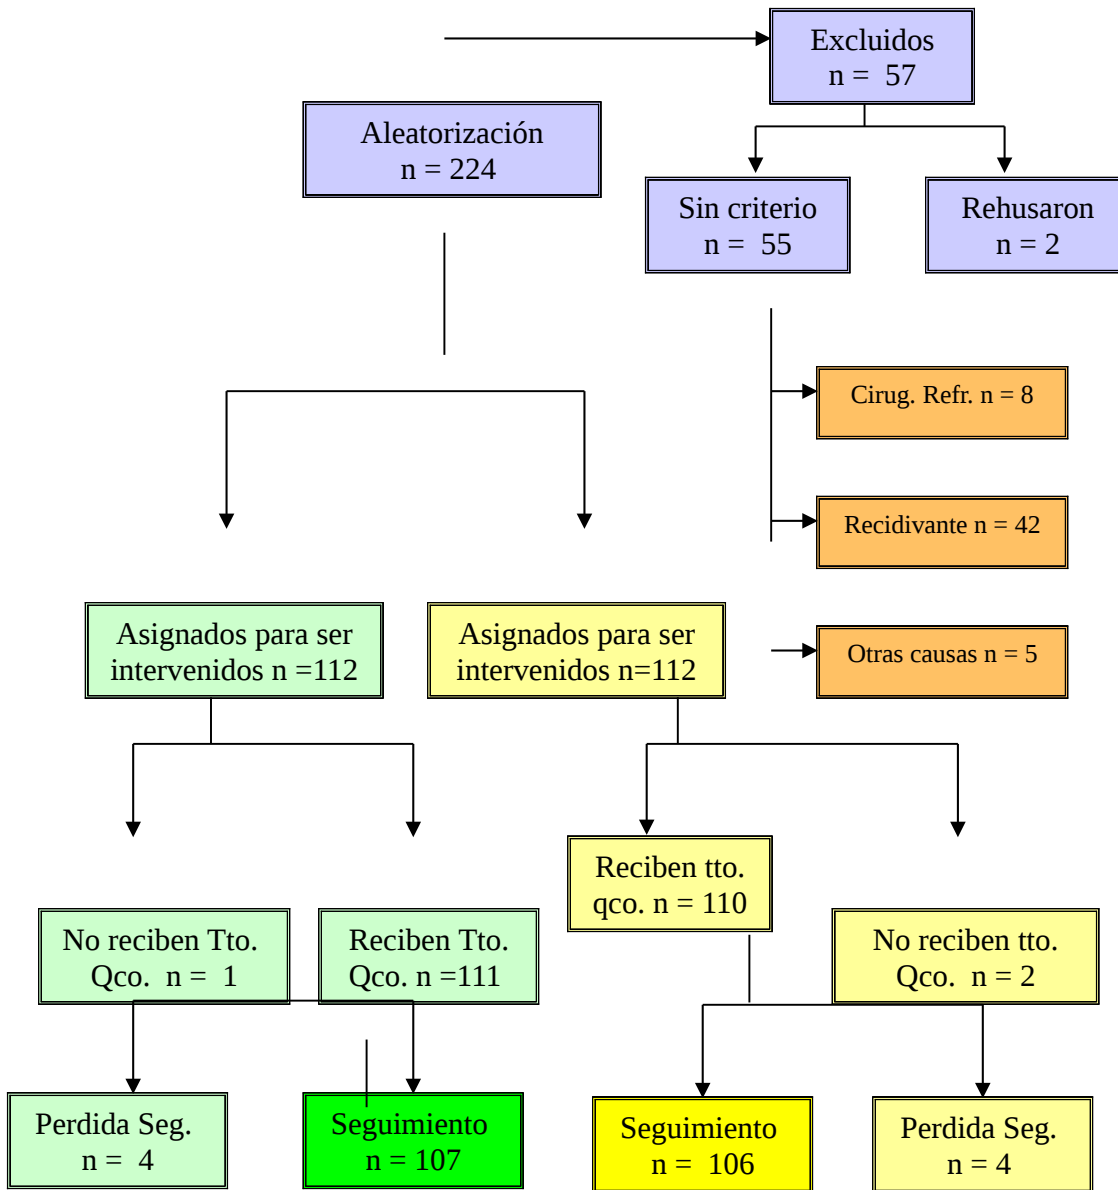 Excluidos
n = 57
Aleatorización
n = 224
Sin criterio
n = 55
Rehusaron
n = 2
Cirug. Refr. n = 8
Recidivante n = 42
Otras causas n = 5
Asignados para ser
intervenidos n =112
Asignados para ser
intervenidos n=112
Reciben tto.
qco. n = 110
No reciben Tto.
Qco. n = 1
Reciben Tto.
Qco. n =111
No reciben tto.
Qco. n = 2
Perdida Seg.
n = 4
Seguimiento
n = 107
Seguimiento
n = 106
Perdida Seg.
n = 4